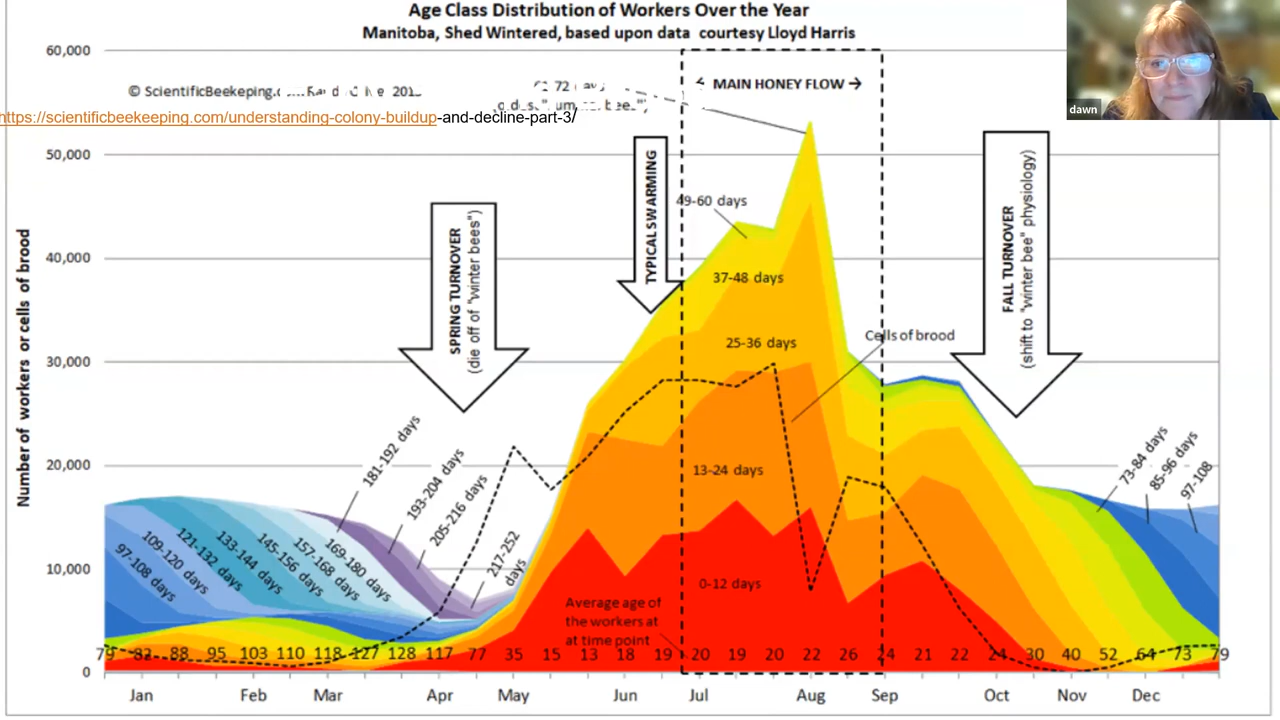 Age Class Distribution of Workers Over the Year
Manitoba, Shed Wintered, based upon data courtesy Lloyd Harris
dawn
60,000
50,000
40,000
30,000
20,000
10,000
0
Number of workers or cells of brood
© ScientificBeekeeping.
https://scientificbeekeeping.com/understanding-colony-buildup-and-decline-part-3/
← MAIN HONEY FLOW →
SPRING TURNOVER
(die off of "winter bees")
TYPICAL SWARMING
FALL TURNOVER
(shift to "winter bee" physiology)
49-60 days
37-48 days
25-36 days
13-24 days
0-12 days
Cells of brood
Average age of
the workers at
at time point
97-108 days
109-120 days
121-132 days
133-144 days
145-156 days
157-168 days
169-180 days
181-192 days
193-204 days
205-216 days
217-252
days
73-84 days
85-96 days
97-108
79 82 88 95 103 110 118 127 128 117 77 35 15 13 18 19 20 19 20 22 26 24 21 22 24 30 40 52 64 73 79
Jan Feb Mar Apr May Jun Jul Aug Sep Oct Nov Dec